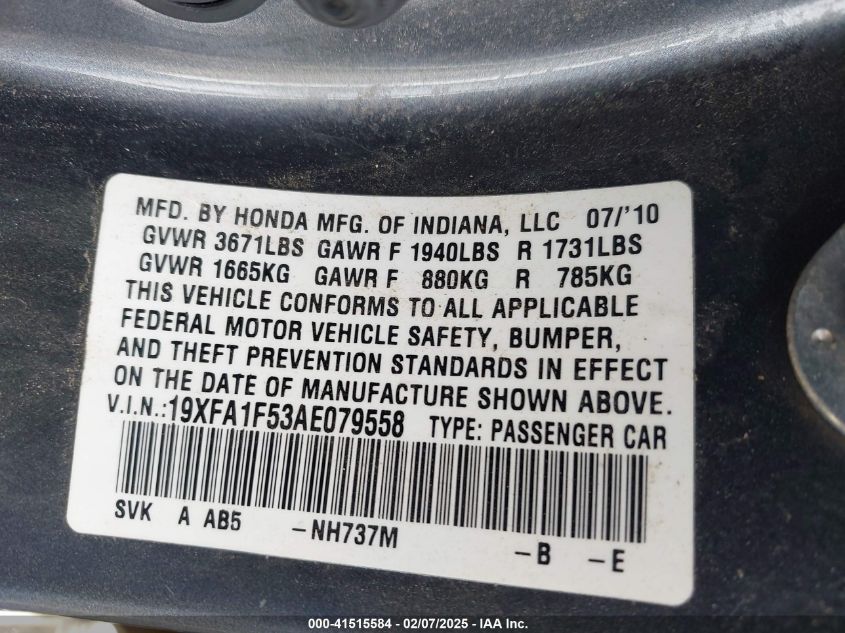 MFD. BY HONDA MFG. OF INDIANA, LLC 07/'10
GVWR 3671LBS GAWR F 1940LBS R 1731LBS
GVWR 1665KG GAWR F 880KG R 785KG
THIS VEHICLE CONFORMS TO ALL APPLICABLE
FEDERAL MOTOR VEHICLE SAFETY, BUMPER,
AND THEFT PREVENTION STANDARDS IN EFFECT
ON THE DATE OF MANUFACTURE SHOWN ABOVE.
V.I.N.:19XFA1F53AE079558 TYPE: PASSENGER CAR
SVK A AB5 -NH737M -B -E
000-41515584 - 02/07/2025 - IAA Inc.